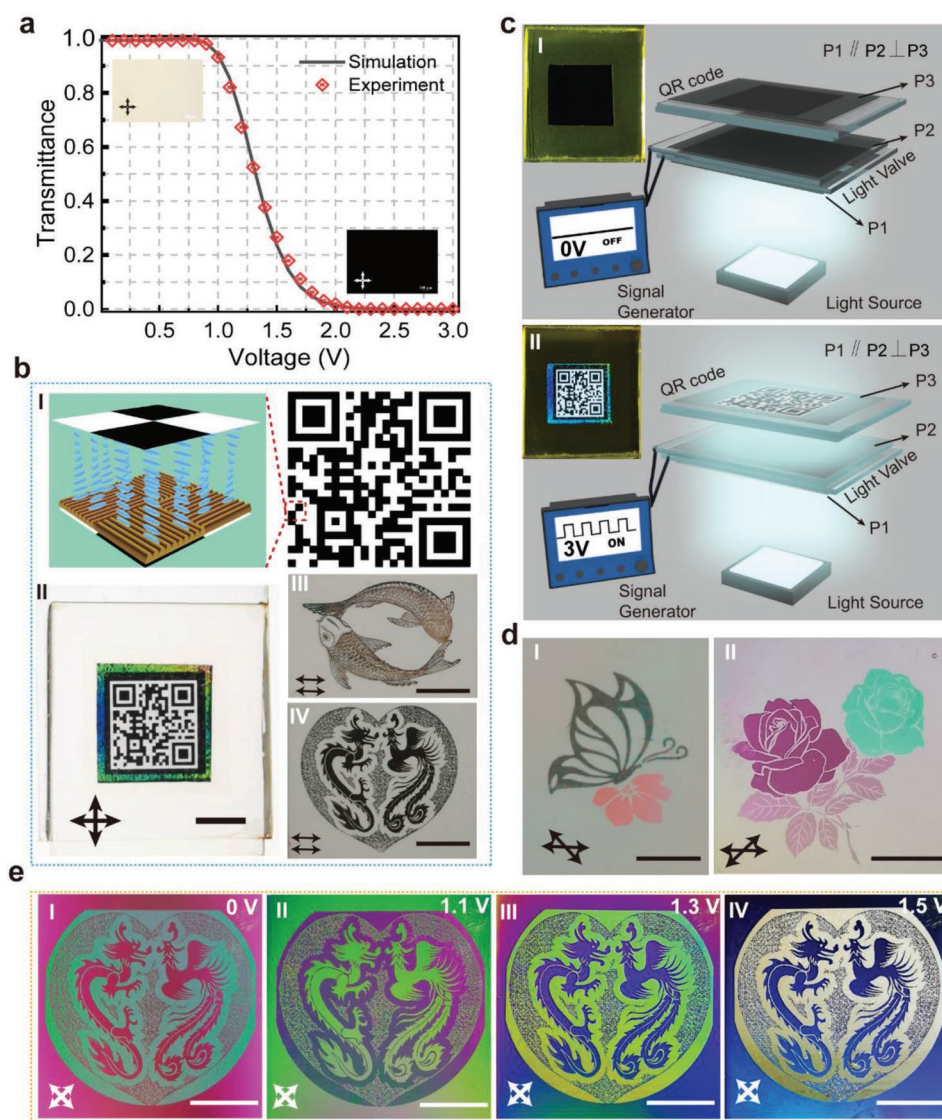 a
1.0
0.8
0.6
0.4
0.2
0.0
Transmittance
Simulation
Experiment
0.5
1.0
1.5
2.0
2.5
3.0
Voltage (V)
b
I
II
III
IV
c
I
P1 // P2 ⊥ P3
QR code
P3
P2
Light Valve
P1
0V OFF
Signal
Generator
Light Source
II
P1 // P2 ⊥ P3
QR code
P3
P2
Light Valve
P1
3V ON
Signal
Generator
Light Source
d
I
II
e
I
0 V
II
1.1 V
III
1.3 V
IV
1.5 V